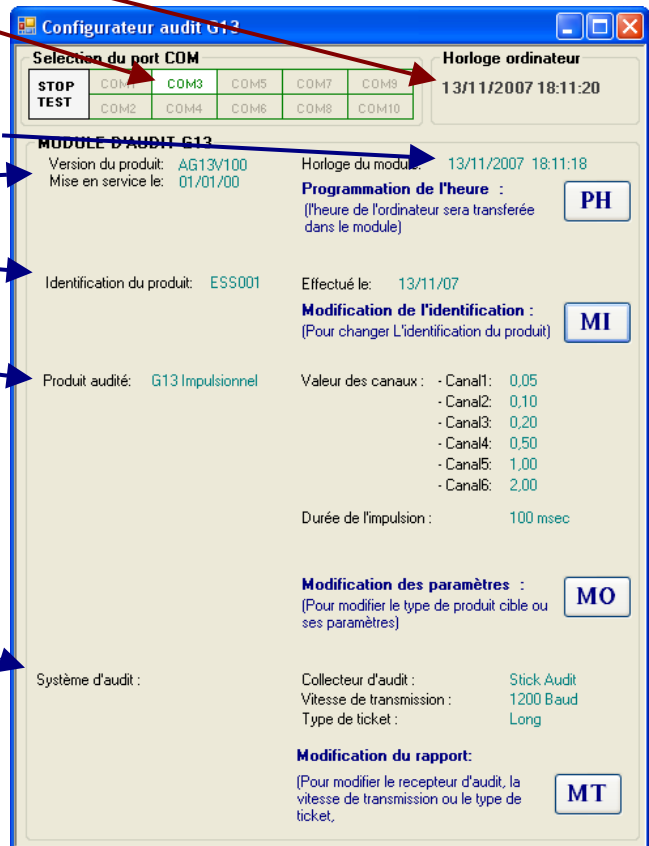 Configurateur audit G13
Selection du port COM
Horloge ordinateur
STOP TEST
COM1 COM3 COM5 COM7 COM9
COM2 COM4 COM6 COM8 COM10
13/11/2007 18:11:20
MODULE D'AUDIT G13
Version du produit: AG13V100
Mise en service le: 01/01/00
Horloge du module: 13/11/2007 18:11:18
Programmation de l'heure :
(l'heure de l'ordinateur sera transferée
dans le module)
PH
Identification du produit: ESS001
Effectué le: 13/11/07
Modification de l'identification :
(Pour changer L'identification du produit)
MI
Produit audité: G13 Impulsionnel
Valeur des canaux : - Canal1: 0,05
- Canal2: 0,10
- Canal3: 0,20
- Canal4: 0,50
- Canal5: 1,00
- Canal6: 2,00
Durée de l'impulsion : 100 msec
Modification des paramètres :
(Pour modifier le type de produit cible ou
ses paramètres)
MO
Système d'audit :
Collecteur d'audit : Stick Audit
Vitesse de transmission : 1200 Baud
Type de ticket : Long
Modification du rapport:
(Pour modifier le recepteur d'audit, la
vitesse de transmission ou le type de
ticket,
MT